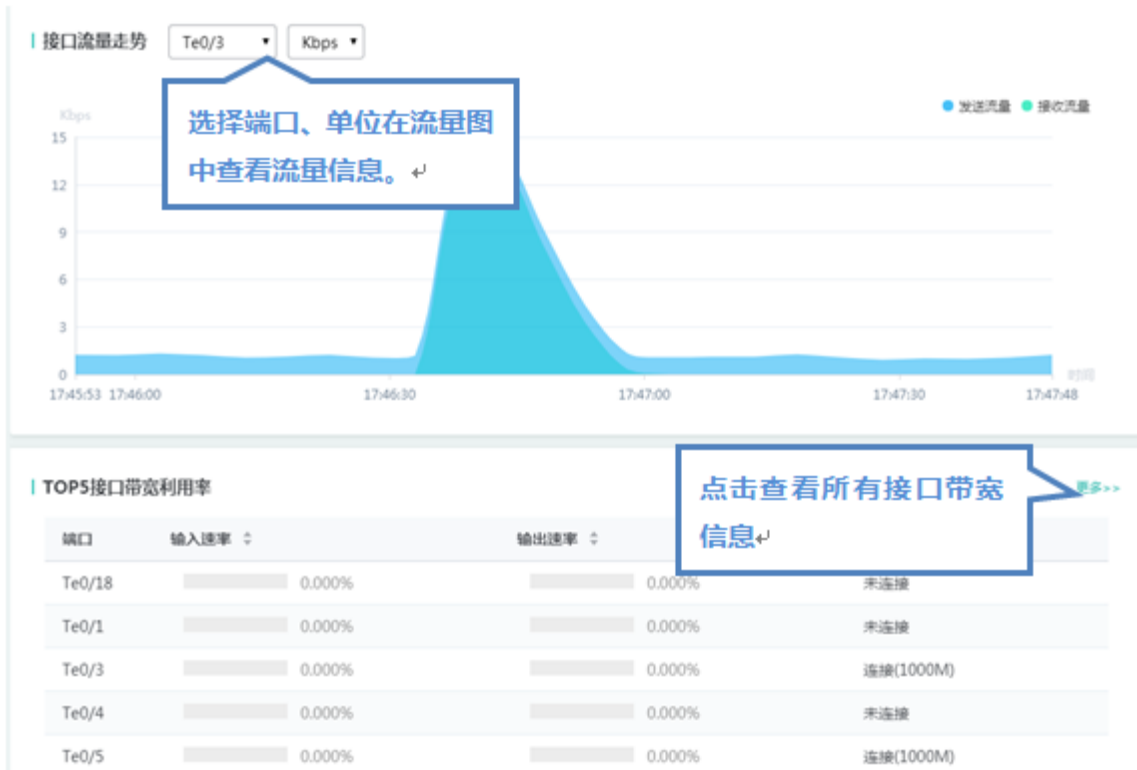 接口流量走势 Te0/3 Kbps
选择端口、单位在流量图
中查看流量信息。
Kbps
发送流量 接收流量
15
12
9
6
3
0
时间
17:45:53 17:46:00 17:46:30 17:47:00 17:47:30 17:47:48
TOP5接口带宽利用率
更多>>
点击查看所有接口带宽
信息
端口 输入速率 输出速率
Te0/18 0.000% 0.000% 未连接
Te0/1 0.000% 0.000% 未连接
Te0/3 0.000% 0.000% 连接(1000M)
Te0/4 0.000% 0.000% 未连接
Te0/5 0.000% 0.000% 连接(1000M)